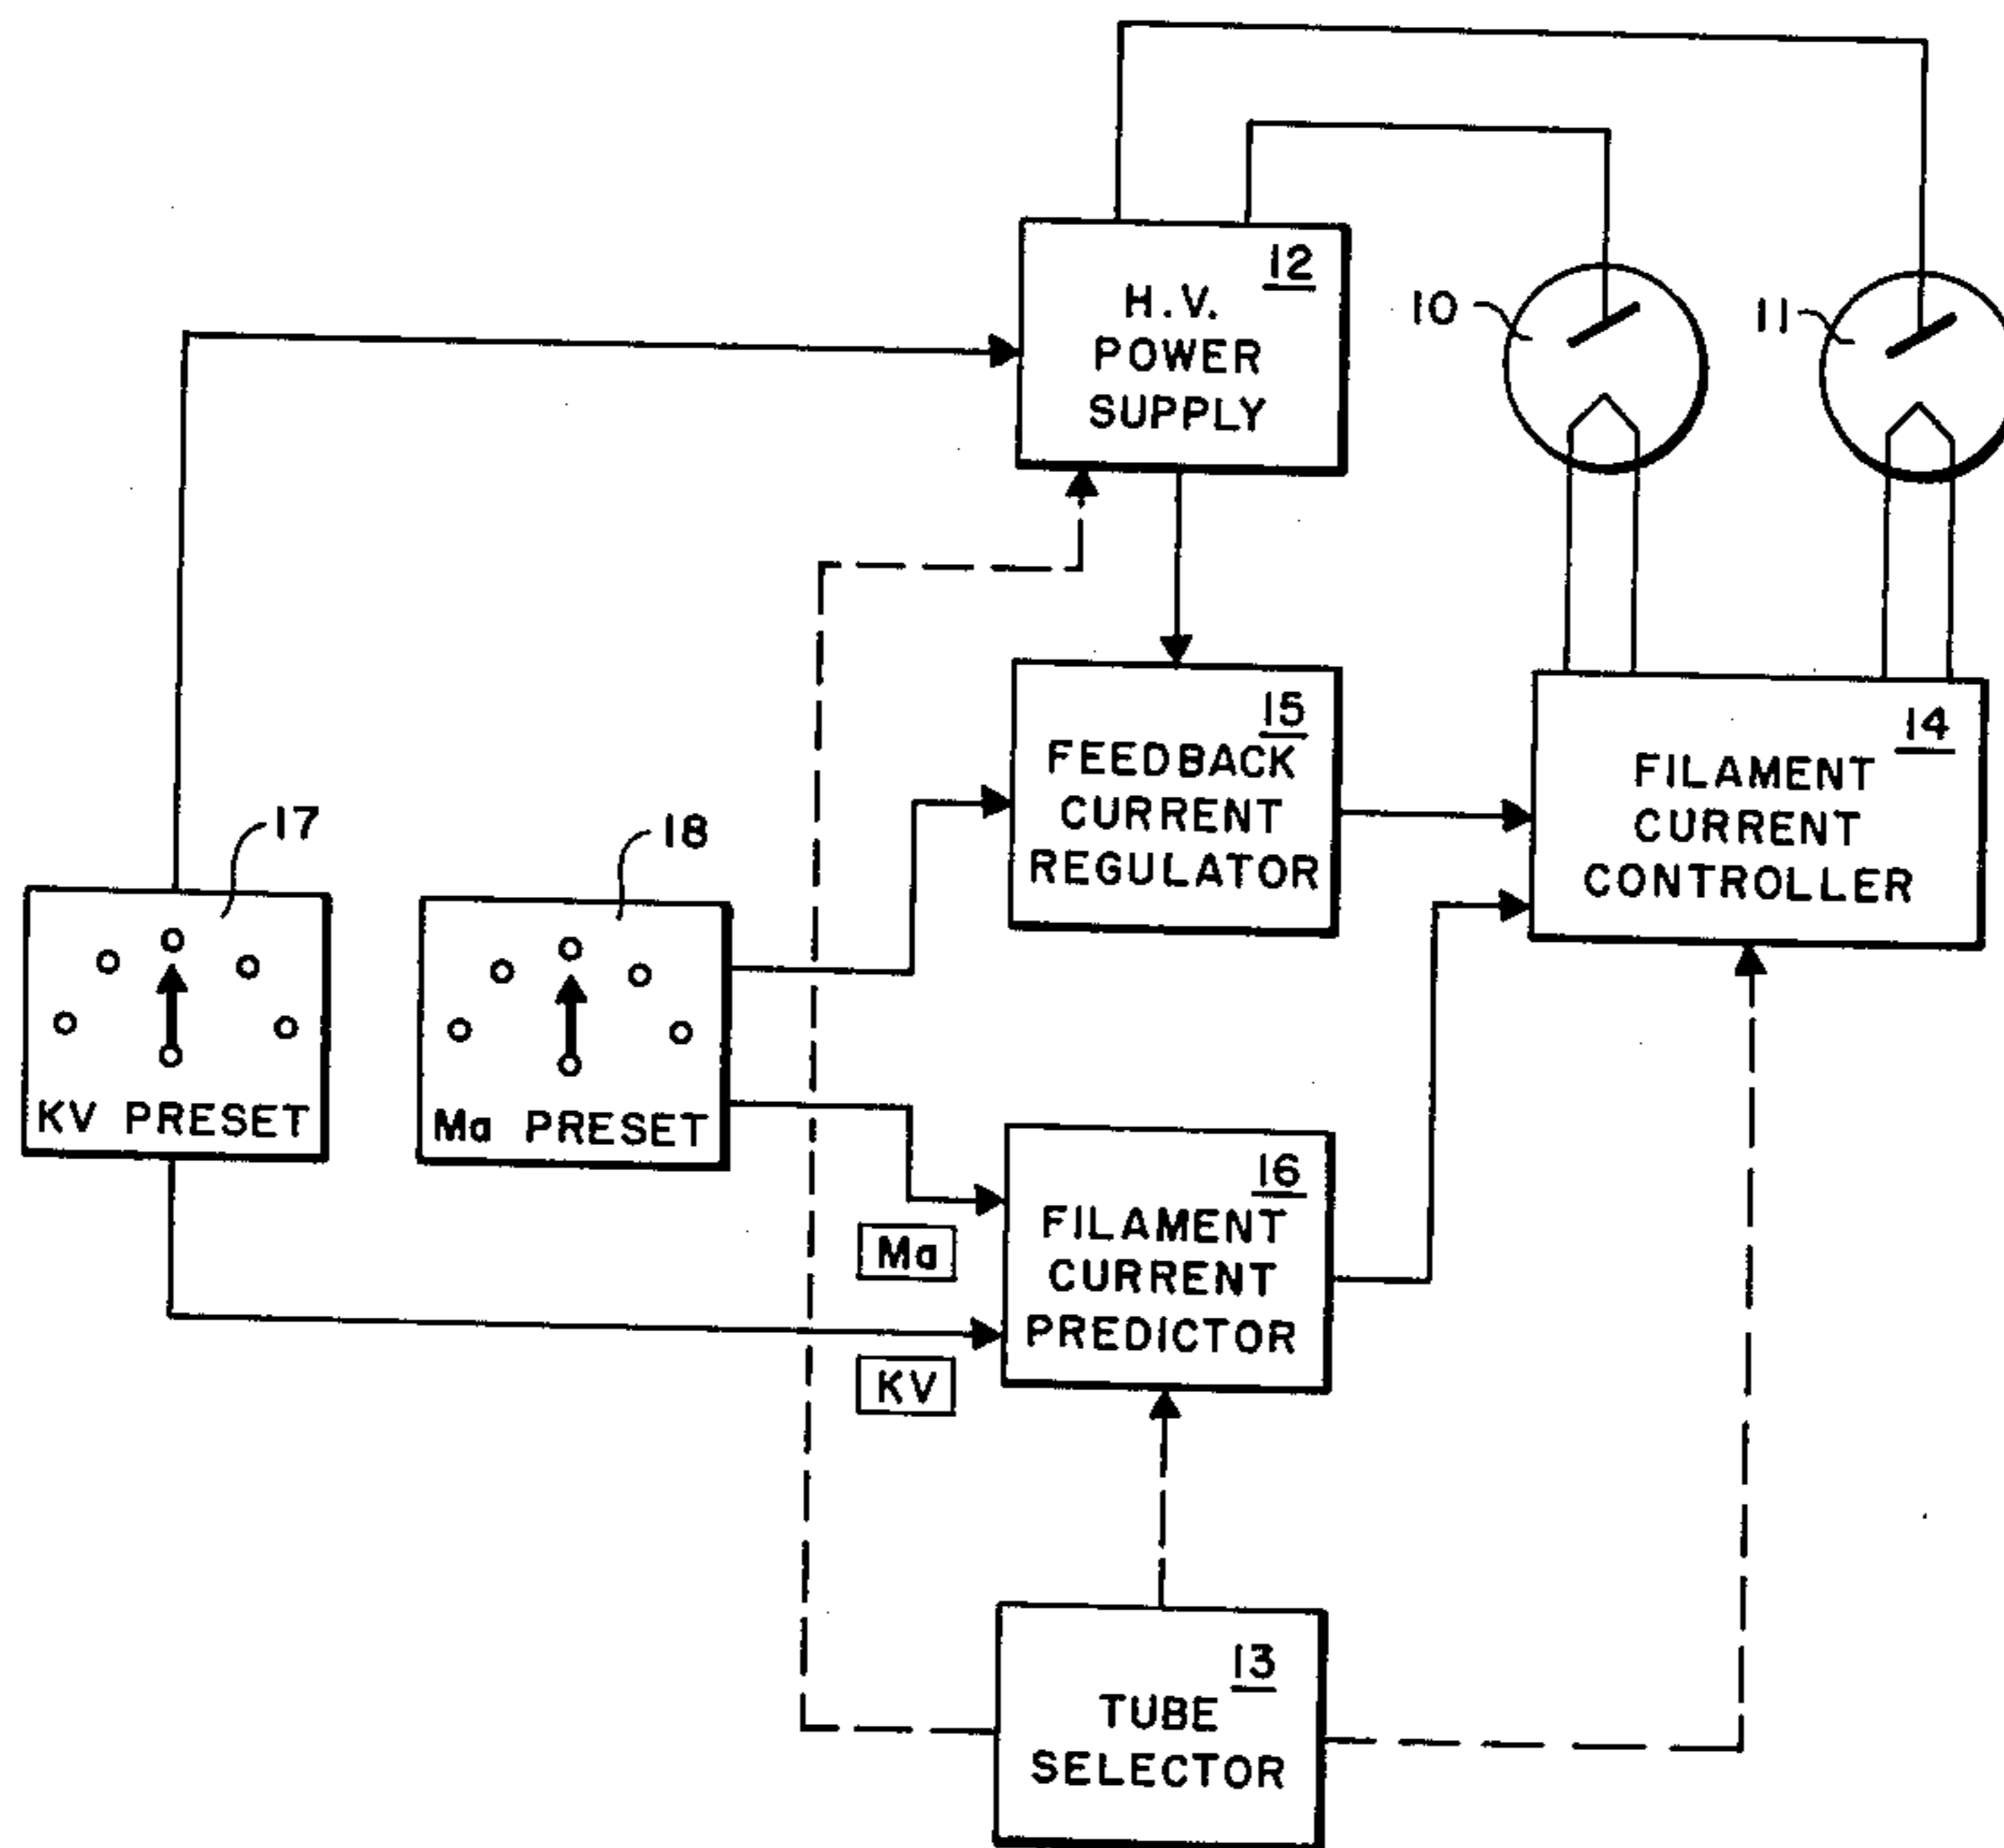 12
H.V.
POWER
SUPPLY
10
11
15
FEEDBACK
CURRENT
REGULATOR
14
FILAMENT
CURRENT
CONTROLLER
17
KV PRESET
18
Ma PRESET
16
FILAMENT
CURRENT
PREDICTOR
Ma
KV
13
TUBE
SELECTOR